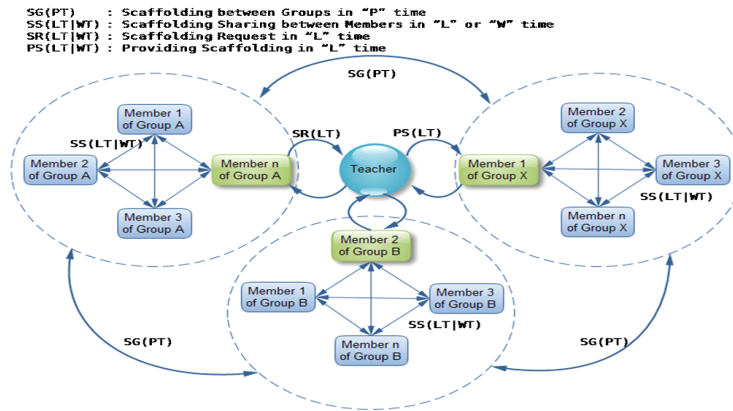 SG(PT) : Scaffolding between Groups in “P” time
SS(LT|WT) : Scaffolding Sharing between Members in “L” or “W” time
SR(LT|WT) : Scaffolding Request in “L” time
PS(LT|WT) : Providing Scaffolding in “L” time
SG(PT)
Member 1
of Group A
SS(LT|WT)
Member 2
of Group A
Member n
of Group A
Member 3
of Group A
SR(LT)
PS(LT)
Teacher
Member 2
of Group X
Member 1
of Group X
Member 3
of Group X
SS(LT|WT)
Member n
of Group X
Member 2
of Group B
Member 1
of Group B
Member 3
of Group B
SS(LT|WT)
Member n
of Group B
SG(PT)
SG(PT)